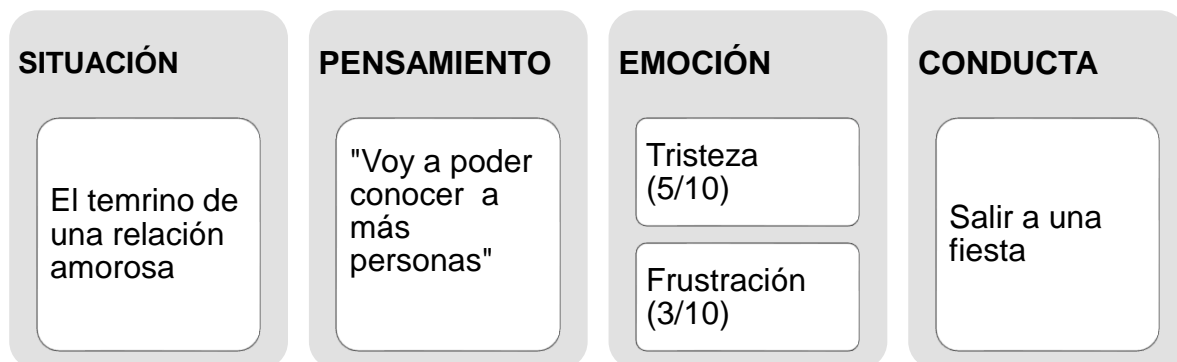 SITUACIÓN
El temrino de
una relación
amorosa
PENSAMIENTO
"Voy a poder
conocer a
más
personas"
EMOCIÓN
Tristeza
(5/10)
Frustración
(3/10)
CONDUCTA
Salir a una
fiesta